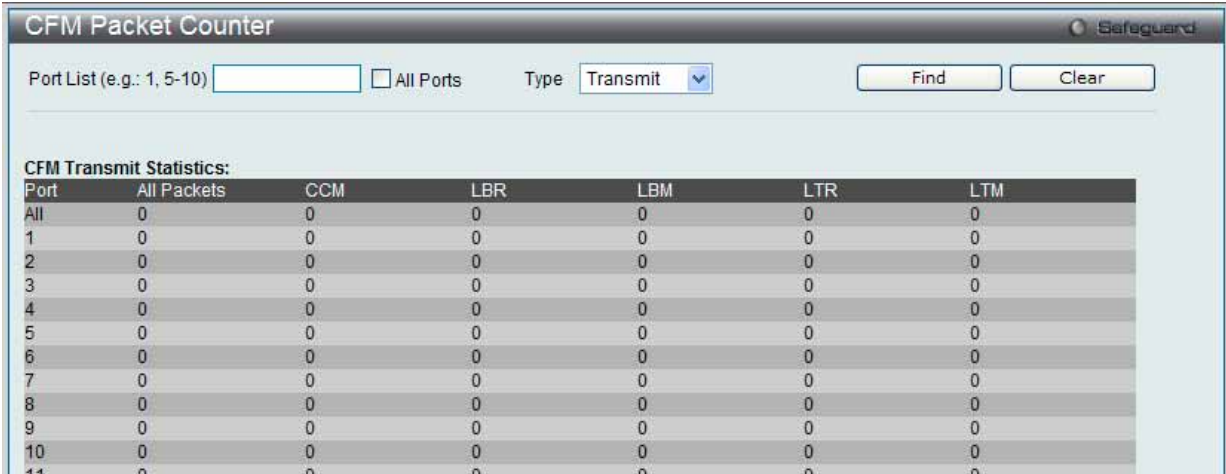 CFM Packet Counter Safeguard
Port List (e.g.: 1, 5-10) All Ports Type Transmit Find Clear
CFM Transmit Statistics:
Port All Packets CCM LBR LBM LTR LTM
All 0 0 0 0 0 0
1 0 0 0 0 0 0
2 0 0 0 0 0 0
3 0 0 0 0 0 0
4 0 0 0 0 0 0
5 0 0 0 0 0 0
6 0 0 0 0 0 0
7 0 0 0 0 0 0
8 0 0 0 0 0 0
9 0 0 0 0 0 0
10 0 0 0 0 0 0